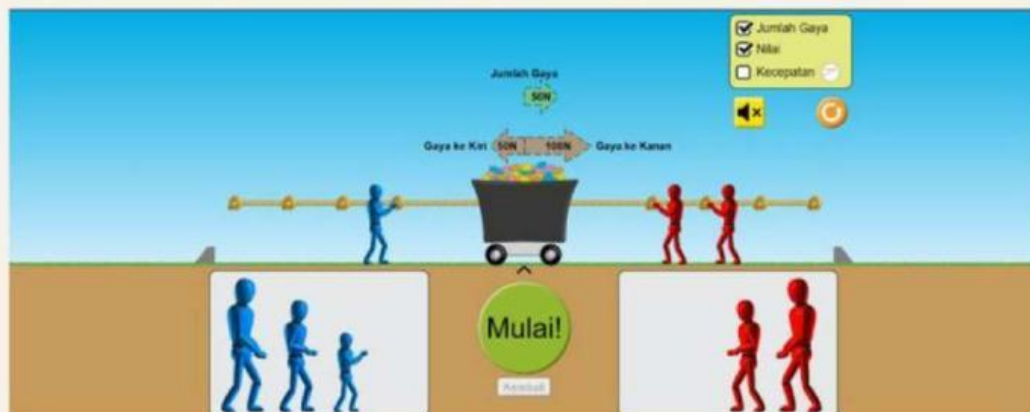 Jumlah Gaya
Nilai
Kecepatan
Jumlah Gaya
50N
Gaya ke Kiri
50N
100N
Gaya ke Kanan
Mulai!
Kembali